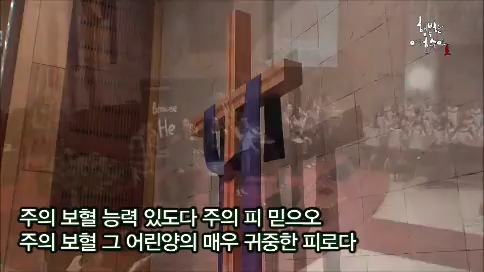 Because
He
주의 보혈 능력 있도다 주의 피 믿으오
주의 보혈 그 어린양의 매우 귀중한 피로다